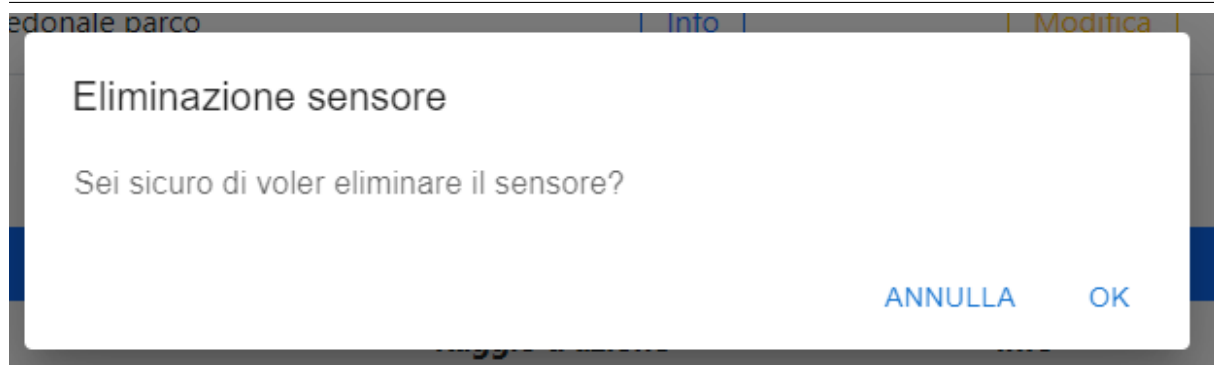 edonale parco Info Modifica
Eliminazione sensore
Sei sicuro di voler eliminare il sensore?
ANNULLA OK